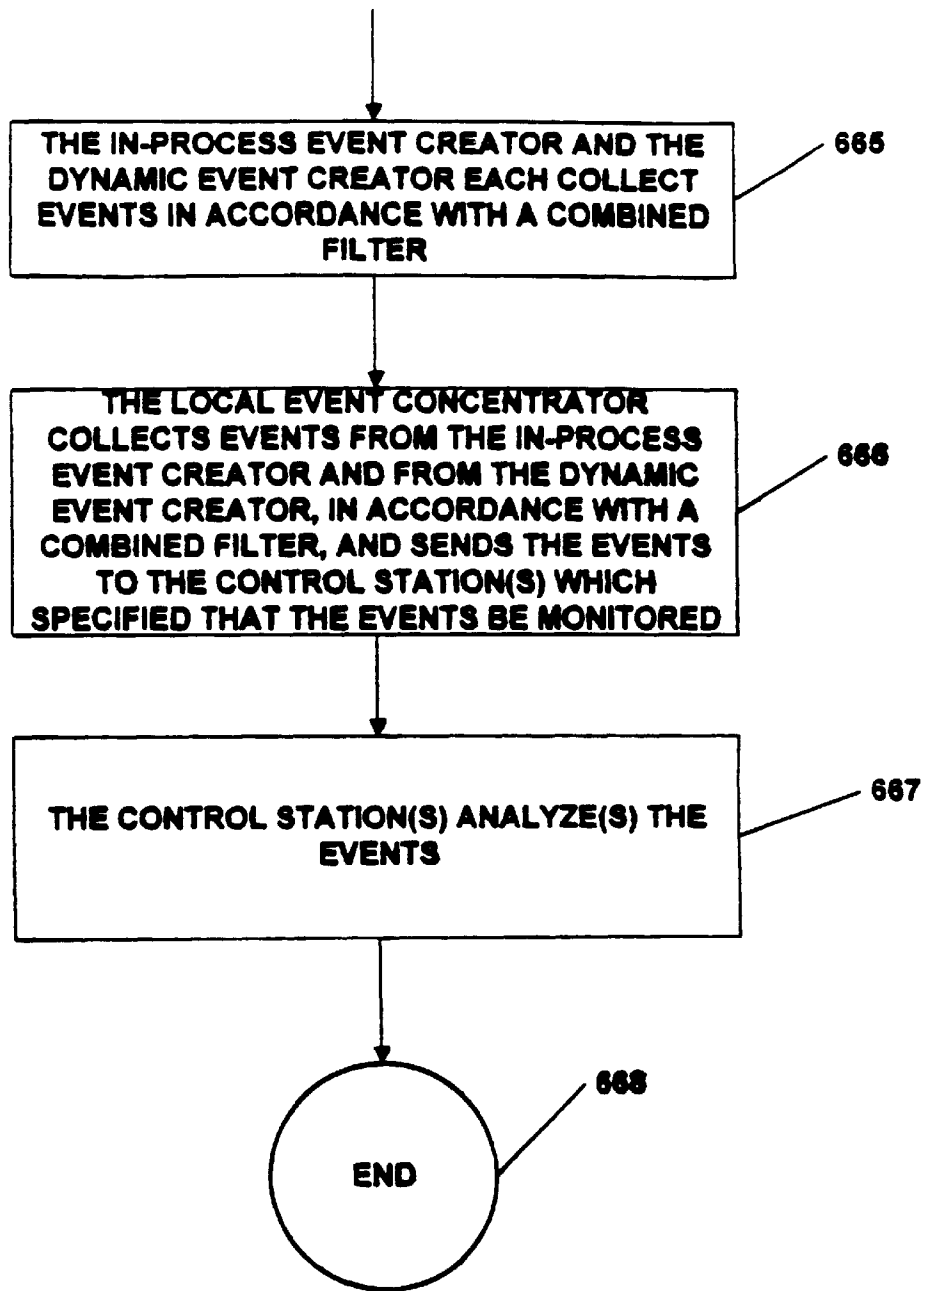 THE IN-PROCESS EVENT CREATOR AND THE
DYNAMIC EVENT CREATOR EACH COLLECT
EVENTS IN ACCORDANCE WITH A COMBINED
FILTER
665
THE LOCAL EVENT CONCENTRATOR
COLLECTS EVENTS FROM THE IN-PROCESS
EVENT CREATOR AND FROM THE DYNAMIC
EVENT CREATOR, IN ACCORDANCE WITH A
COMBINED FILTER, AND SENDS THE EVENTS
TO THE CONTROL STATION(S) WHICH
SPECIFIED THAT THE EVENTS BE MONITORED
666
THE CONTROL STATION(S) ANALYZE(S) THE
EVENTS
667
END
668